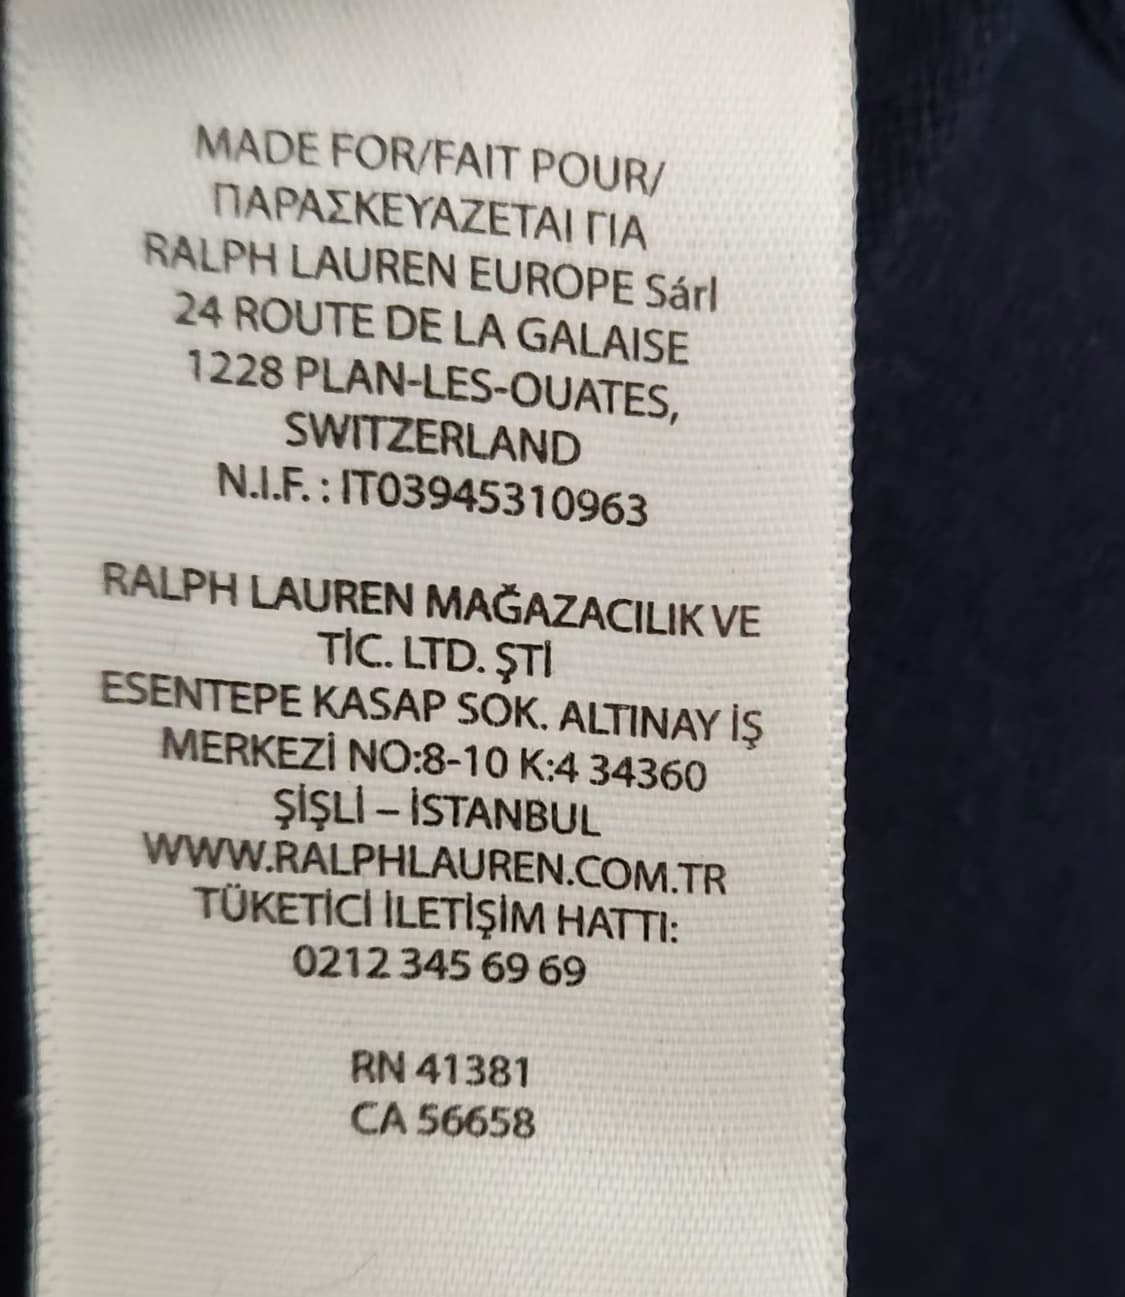 MADE FOR/FAIT POUR/
ΠΑΡΑΣΚΕΥΑΖΕΤΑΙ ΓΙΑ
RALPH LAUREN EUROPE Sárl
24 ROUTE DE LA GALAISE
1228 PLAN-LES-OUATES,
SWITZERLAND
N.I.F. : IT03945310963
RALPH LAUREN MAĞAZACILIK VE
TİC. LTD. ŞTİ
ESENTEPE KASAP SOK. ALTINAY İŞ
MERKEZİ NO:8-10 K:4 34360
ŞİŞLİ – İSTANBUL
WWW.RALPHLAUREN.COM.TR
TÜKETİCİ İLETİŞİM HATTI:
0212 345 69 69
RN 41381
CA 56658